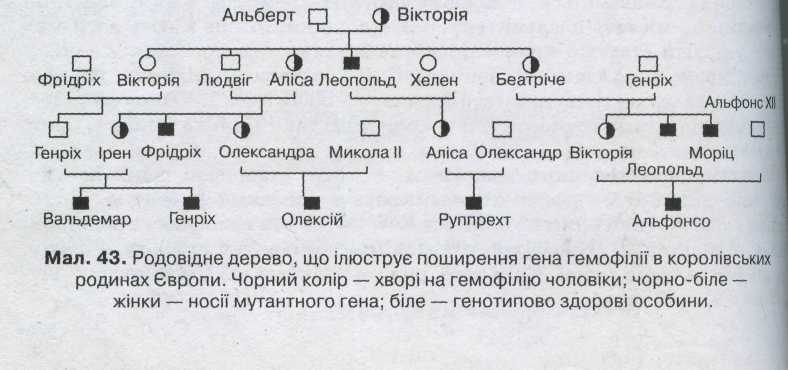 Альберт Вікторія
Фрідріх Вікторія Людвіг Аліса Леопольд Хелен Беатріче Генріх
Альфонс XII
Генріх Ірен Фрідріх Олександра Микола II Аліса Олександр Вікторія Моріц
Леопольд
Вальдемар Генріх Олексій Руппрехт Альфонсо
Мал. 43. Родовідне дерево, що ілюструє поширення гена гемофілії в королівських
родинах Європи. Чорний колір — хворі на гемофілію чоловіки; чорно-біле —
жінки — носії мутантного гена; біле — генотипово здорові особини.